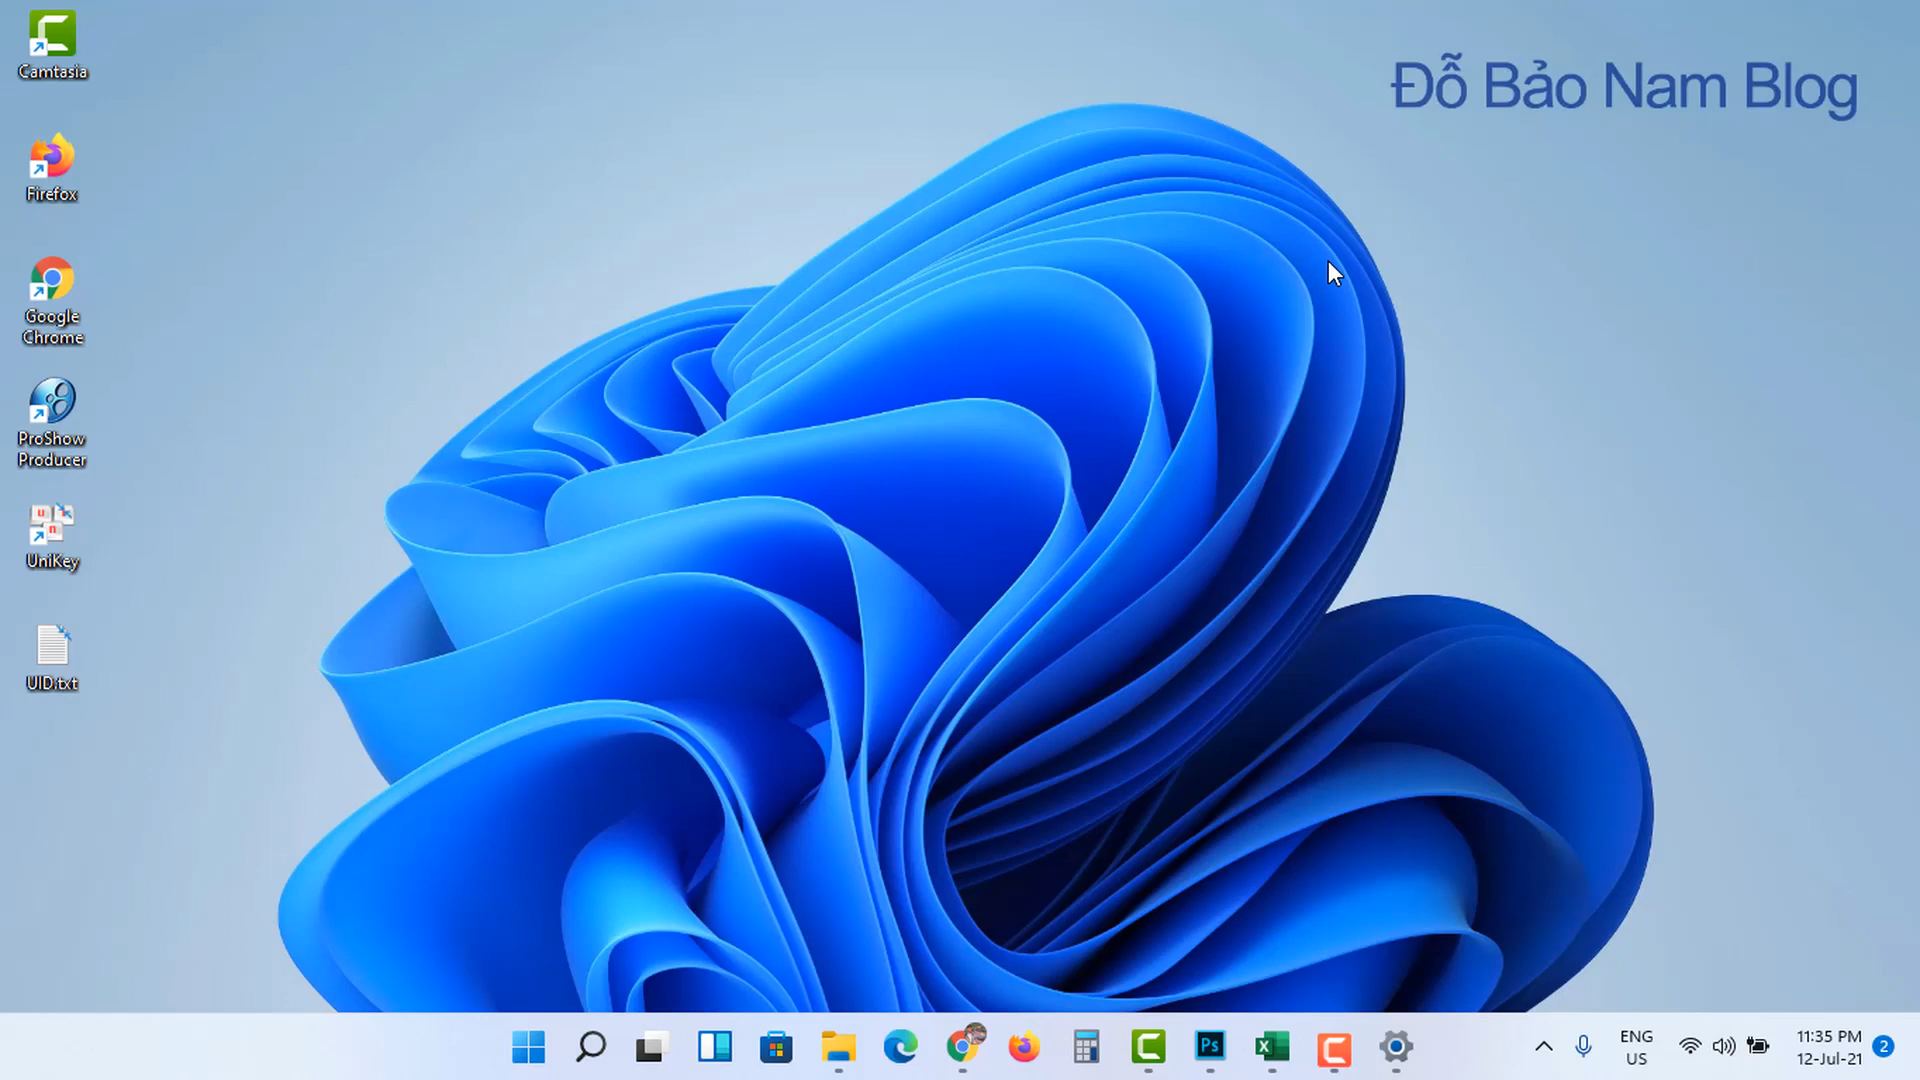 Đỗ Bảo Nam Blog
Camtasia
Firefox
Google
Chrome
ProShow
Producer
UniKey
UID.txt
Ps
ENG
US
11:35 PM
12-Jul-21
2